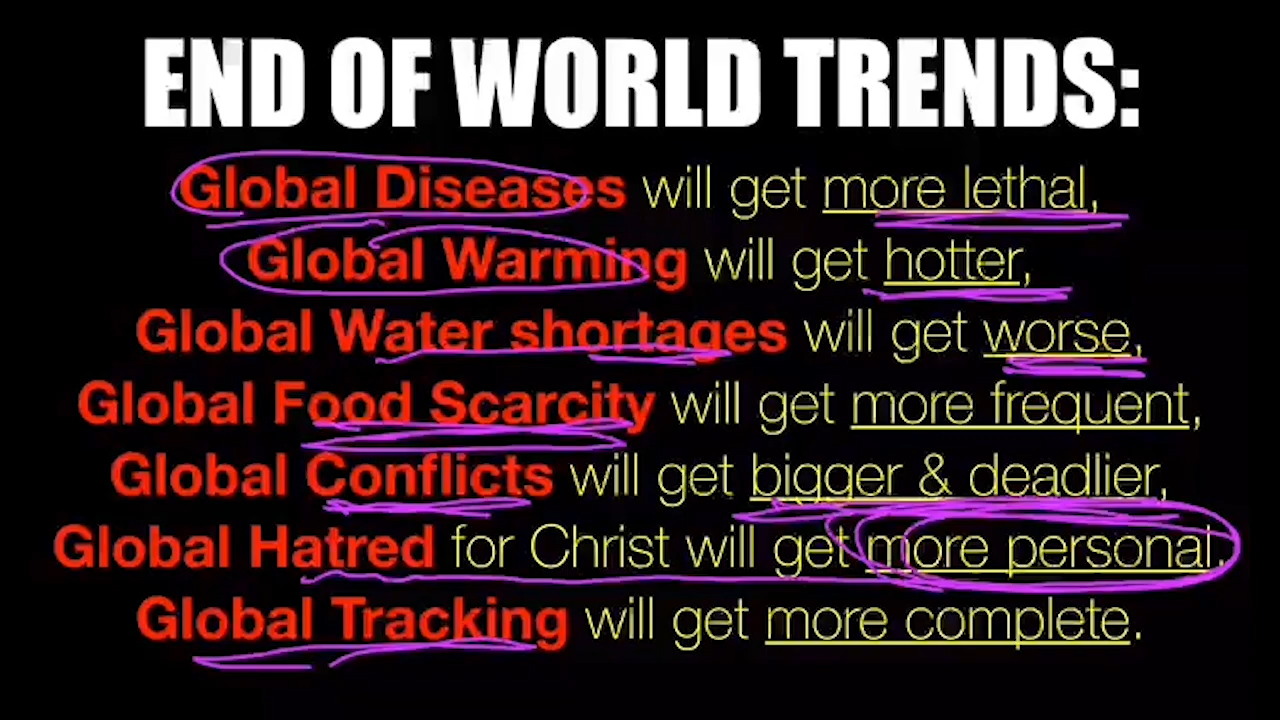 END OF WORLD TRENDS:
Global Diseases will get more lethal,
Global Warming will get hotter,
Global Water shortages will get worse,
Global Food Scarcity will get more frequent,
Global Conflicts will get bigger & deadlier,
Global Hatred for Christ will get more personal.
Global Tracking will get more complete.